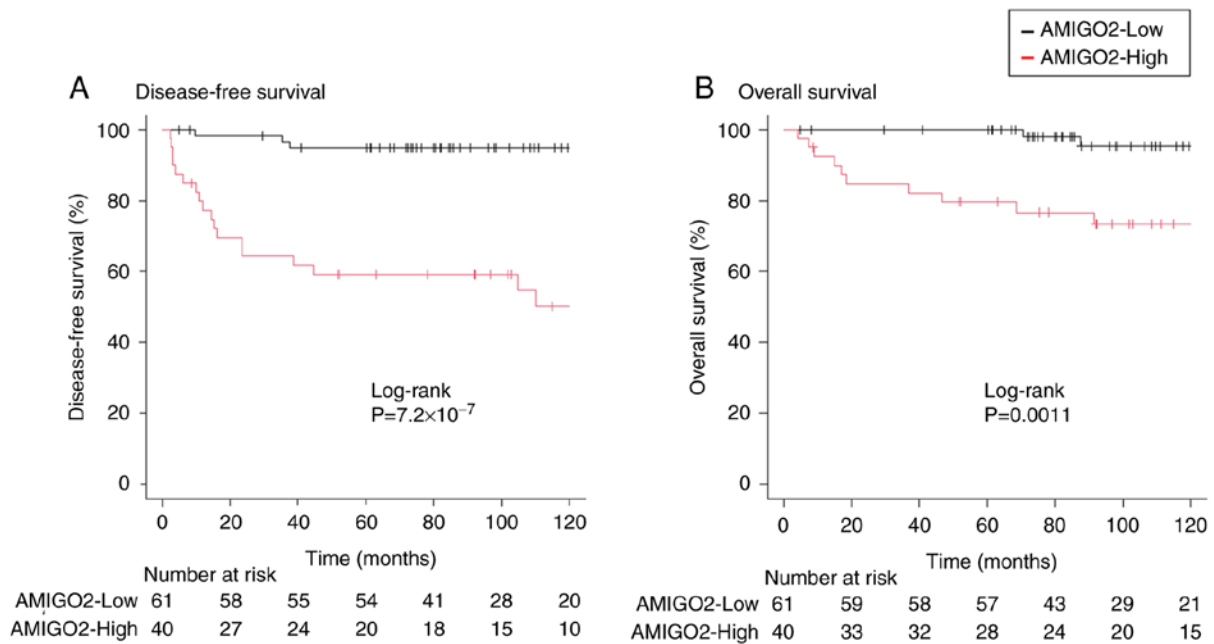 AMIGO2-Low
AMIGO2-High
A Disease-free survival
100
80
60
40
20
0
Disease-free survival (%)
Log-rank
P=7.2×10⁻⁷
0 20 40 60 80 100 120
Time (months)
Number at risk
AMIGO2-Low 61 58 55 54 41 28 20
AMIGO2-High 40 27 24 20 18 15 10
B Overall survival
100
80
60
40
20
0
Overall survival (%)
Log-rank
P=0.0011
0 20 40 60 80 100 120
Time (months)
Number at risk
AMIGO2-Low 61 59 58 57 43 29 21
AMIGO2-High 40 33 32 28 24 20 15